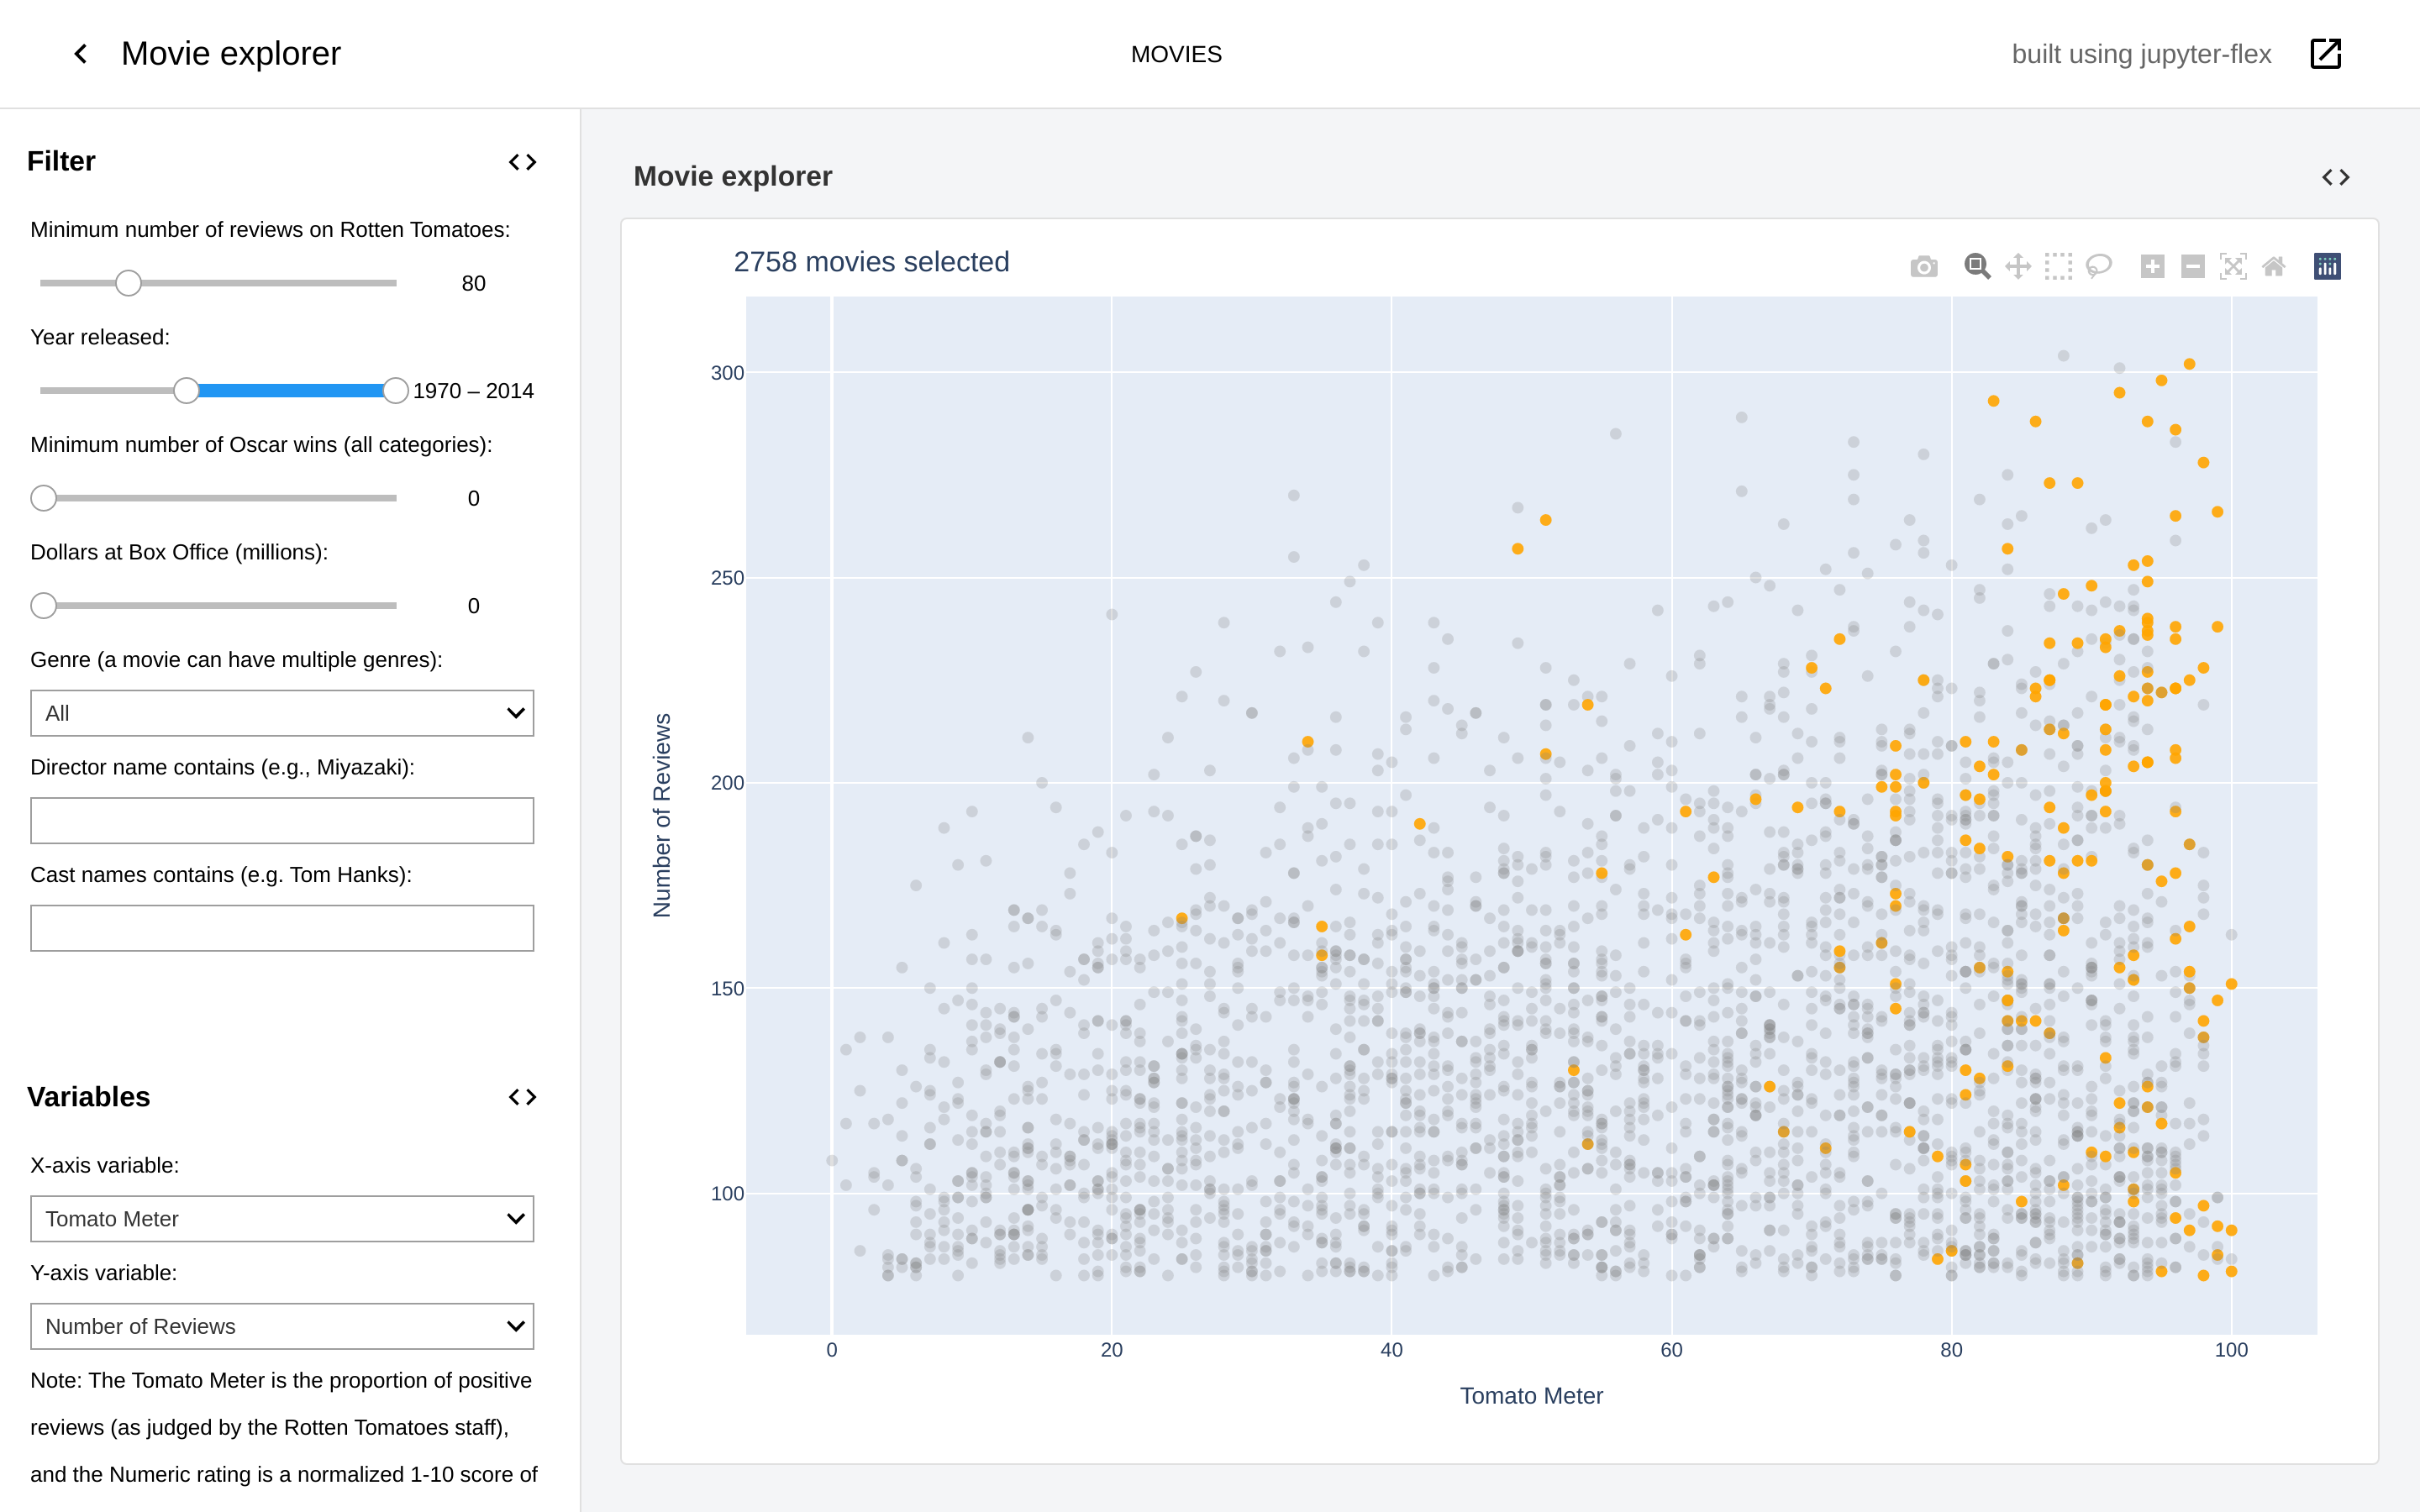 Movie explorer
MOVIES
built using jupyter-flex
Filter
Minimum number of reviews on Rotten Tomatoes:
80
Year released:
1970 – 2014
Minimum number of Oscar wins (all categories):
0
Dollars at Box Office (millions):
0
Genre (a movie can have multiple genres):
All
Director name contains (e.g., Miyazaki):
Cast names contains (e.g. Tom Hanks):
Variables
X-axis variable:
Tomato Meter
Y-axis variable:
Number of Reviews
Note: The Tomato Meter is the proportion of positive
reviews (as judged by the Rotten Tomatoes staff),
and the Numeric rating is a normalized 1-10 score of
Movie explorer
2758 movies selected
300
250
200
150
100
Number of Reviews
0 20 40 60 80 100
Tomato Meter